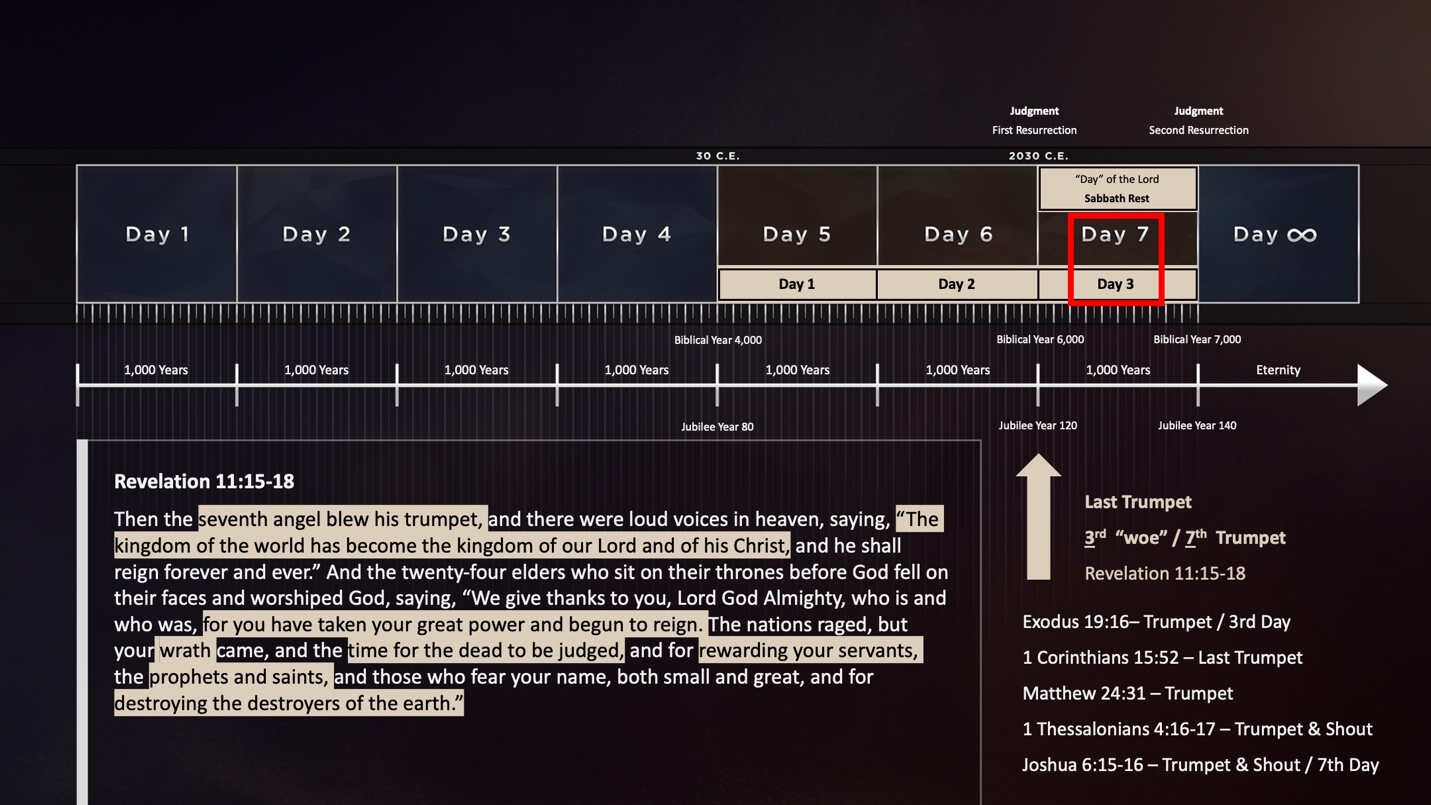 Judgment
First Resurrection
Judgment
Second Resurrection
30 C.E.
2030 C.E.
Day 1
Day 2
Day 3
Day 4
Day 5
Day 6
"Day" of the Lord
Sabbath Rest
Day 7
Day ∞
Day 1
Day 2
Day 3
Biblical Year 4,000
Biblical Year 6,000
Biblical Year 7,000
1,000 Years
1,000 Years
1,000 Years
1,000 Years
1,000 Years
1,000 Years
1,000 Years
Eternity
Jubilee Year 80
Jubilee Year 120
Jubilee Year 140
Revelation 11:15-18
Then the seventh angel blew his trumpet, and there were loud voices in heaven, saying, “The
kingdom of the world has become the kingdom of our Lord and of his Christ, and he shall
reign forever and ever.” And the twenty-four elders who sit on their thrones before God fell on
their faces and worshiped God, saying, “We give thanks to you, Lord God Almighty, who is and
who was, for you have taken your great power and begun to reign. The nations raged, but
your wrath came, and the time for the dead to be judged, and for rewarding your servants,
the prophets and saints, and those who fear your name, both small and great, and for
destroying the destroyers of the earth.”
Last Trumpet
3rd “woe” / 7th Trumpet
Revelation 11:15-18
Exodus 19:16– Trumpet / 3rd Day
1 Corinthians 15:52 – Last Trumpet
Matthew 24:31 – Trumpet
1 Thessalonians 4:16-17 – Trumpet & Shout
Joshua 6:15-16 – Trumpet & Shout / 7th Day